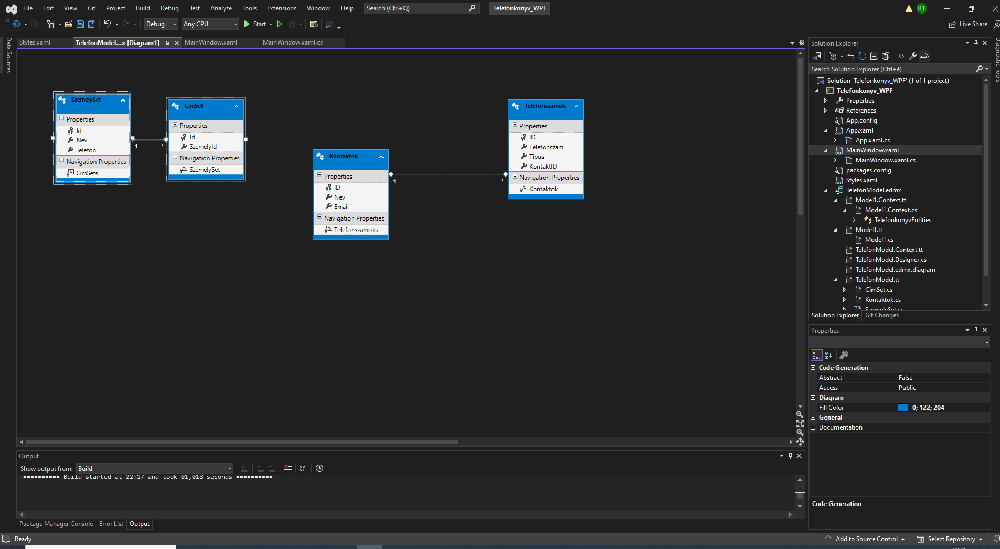 File Edit View Git Project Build Debug Test Analyze Tools Extensions Window Help Search (Ctrl+Q) Telefonkonyv_WPF RT
Debug Any CPU Start Live Share
Data Sources
Styles.xaml TelefonModel...x [Diagram1] MainWindow.xaml MainWindow.xaml.cs
SzemelySet
Properties
Id
Nev
Telefon
Navigation Properties
CimSets
1
*
CimSet
Properties
Id
SzemelyId
Navigation Properties
SzemelySet
Kontaktok
Properties
ID
Nev
Email
Navigation Properties
Telefonszamoks
1
*
Telefonszamok
Properties
ID
Telefonszam
Tipus
KontaktID
Navigation Properties
Kontaktok
Solution Explorer
Search Solution Explorer (Ctrl+é)
Solution 'Telefonkonyv_WPF' (1 of 1 project)
Telefonkonyv_WPF
Properties
References
App.config
App.xaml
App.xaml.cs
MainWindow.xaml
MainWindow.xaml.cs
packages.config
Styles.xaml
TelefonModel.edmx
Model1.Context.tt
Model1.Context.cs
TelefonkonyvEntities
Model1.tt
Model1.cs
TelefonModel.Context.tt
TelefonModel.Designer.cs
TelefonModel.edmx.diagram
TelefonModel.tt
CimSet.cs
Kontaktok.cs
SzemelySet.cs
Solution Explorer Git Changes
Diagnostic Tools
Properties
Code Generation
Abstract False
Access Public
Diagram
Fill Color 0; 122; 204
General
Documentation
Code Generation
Output
Show output from: Build
========== Build started at 22:17 and took 01,018 seconds ==========
Package Manager Console Error List Output
Ready Add to Source Control Select Repository